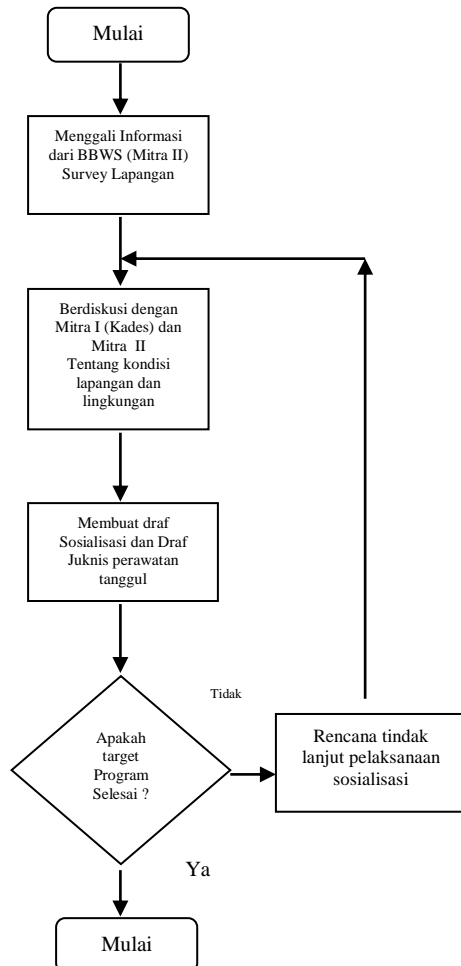 Mulai
Menggali Informasi
dari BBWS (Mitra II)
Survey Lapangan
Berdiskusi dengan
Mitra I (Kades) dan
Mitra II
Tentang kondisi
lapangan dan
lingkungan
Membuat draf
Sosialisasi dan Draf
Juknis perawatan
tanggul
Tidak
Apakah
target
Program
Selesai ?
Rencana tindak
lanjut pelaksanaan
sosialisasi
Ya
Mulai